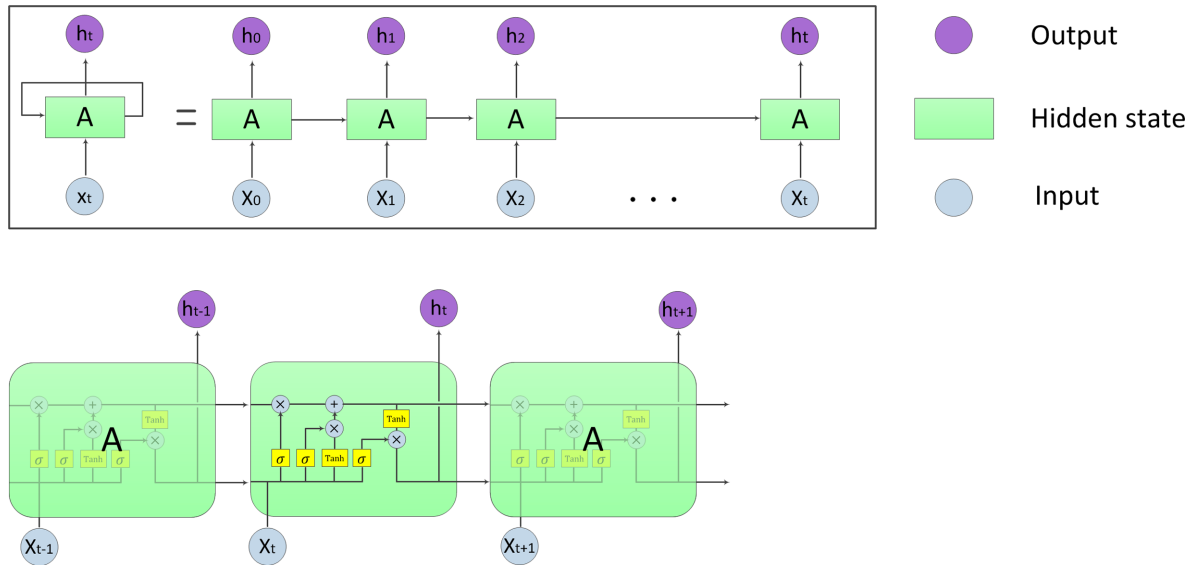 ht h0 h1 h2 ht Output
A = A A A A Hidden state
xt X0 X1 X2 . . . Xt Input
ht-1 ht ht+1
× + × + × +
Tanh Tanh Tanh
× × × × × ×
A A
σ σ Tanh σ σ σ Tanh σ σ σ Tanh σ
Xt-1 Xt Xt+1